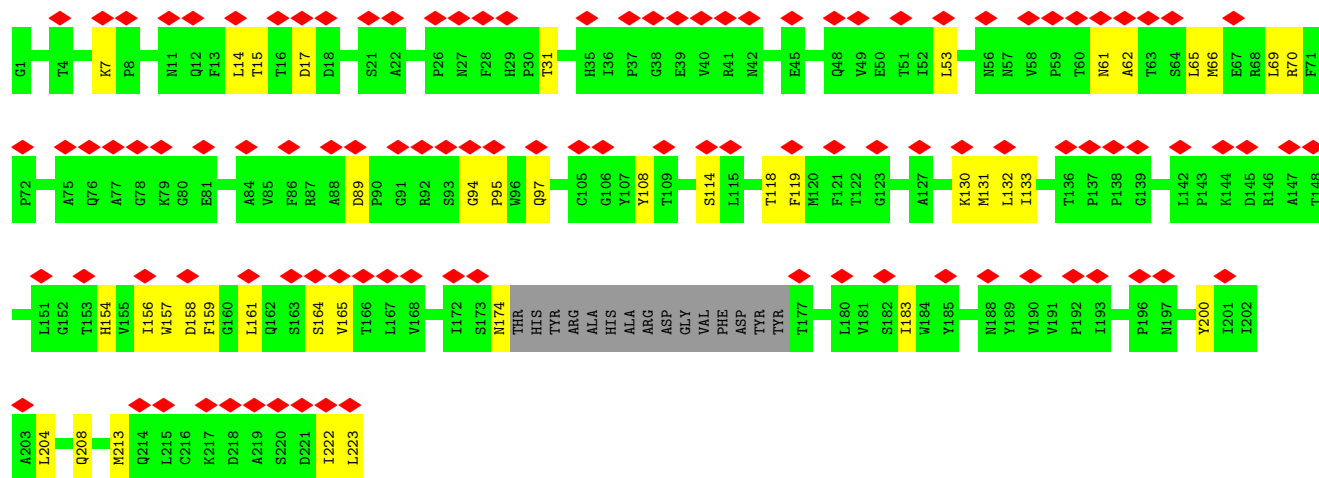 G1 T4 K7 P8 N11 Q12 F13 L14 T15 T16 D17 D18 S21 A22 P26 N27 F28 H29 P30 T31 H35 I36 P37 G38 E39 V40 R41 N42 E45 Q48 V49 E50 T51 I52 L53 N56 N57 V58 P59 T60 N61 A62 T63 S64 L65 M66 E67 R68 L69 R70 F71
P72 A75 Q76 A77 G78 K79 G80 E81 A84 V85 F86 R87 A88 D89 P90 G91 R92 S93 G94 P95 W96 Q97 C105 G106 Y107 Y108 T109 S114 L115 T118 F119 M120 F121 T122 G123 A127 K130 M131 L132 I133 T136 P137 P138 G139 L142 P143 K144 D145 R146 A147 T148
L151 G152 T153 H154 V155 I156 W157 D158 F159 G160 L161 Q162 S163 S164 V165 T166 L167 V168 I172 S173 N174 THR HIS TYR ARG ALA HIS ALA ARG ASP GLY VAL PHE ASP TYR TYR T177 L180 V181 S182 I183 W184 Y185 N188 Y189 V190 V191 P192 I193 P196 N197 Y200 I201 I202
A203 L204 Q208 M213 Q214 L215 C216 K217 D218 A219 S220 D221 I222 L223